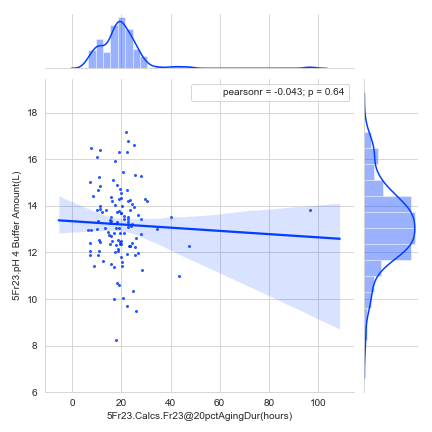 pearsonr = -0.043; p = 0.64
18
16
14
12
10
8
6
5Fr23.pH 4 Buffer Amount(L)
0 20 40 60 80 100
5Fr23.Calcs.Fr23@20pctAgingDur(hours)